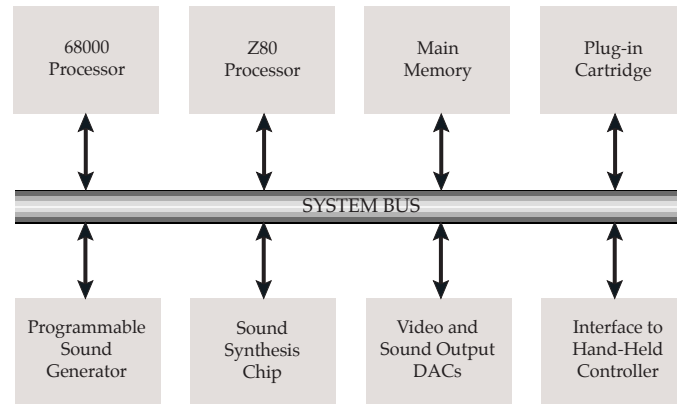 68000
Processor
Z80
Processor
Main
Memory
Plug-in
Cartridge
SYSTEM BUS
Programmable
Sound
Generator
Sound
Synthesis
Chip
Video and
Sound Output
DACs
Interface to
Hand-Held
Controller